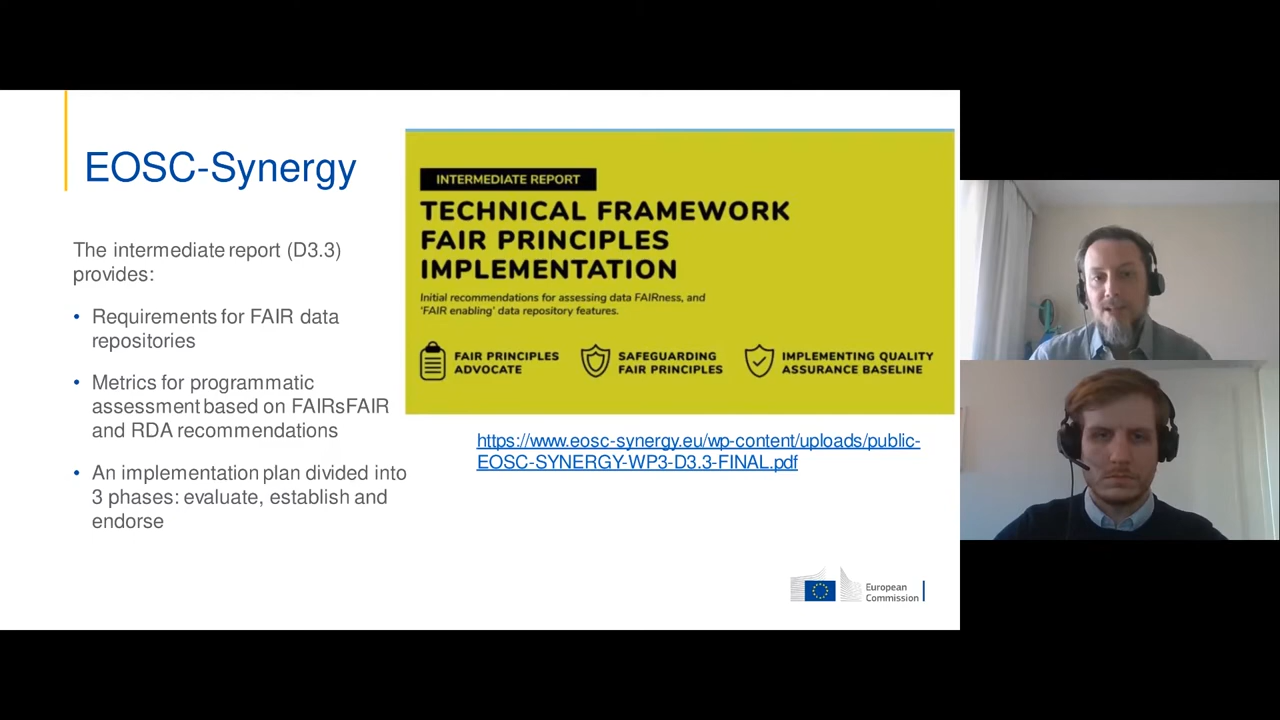 EOSC-Synergy
The intermediate report (D3.3)
provides:
• Requirements for FAIR data
repositories
• Metrics for programmatic
assessment based on FAIRsFAIR
and RDA recommendations
• An implementation plan divided into
3 phases: evaluate, establish and
endorse
INTERMEDIATE REPORT
TECHNICAL FRAMEWORK
FAIR PRINCIPLES
IMPLEMENTATION
Initial recommendations for assessing data FAIRness, and
'FAIR enabling' data repository features.
FAIR PRINCIPLES
ADVOCATE
SAFEGUARDING
FAIR PRINCIPLES
IMPLEMENTING QUALITY
ASSURANCE BASELINE
https://www.eosc-synergy.eu/wp-content/uploads/public-
EOSC-SYNERGY-WP3-D3.3-FINAL.pdf
European
Commission